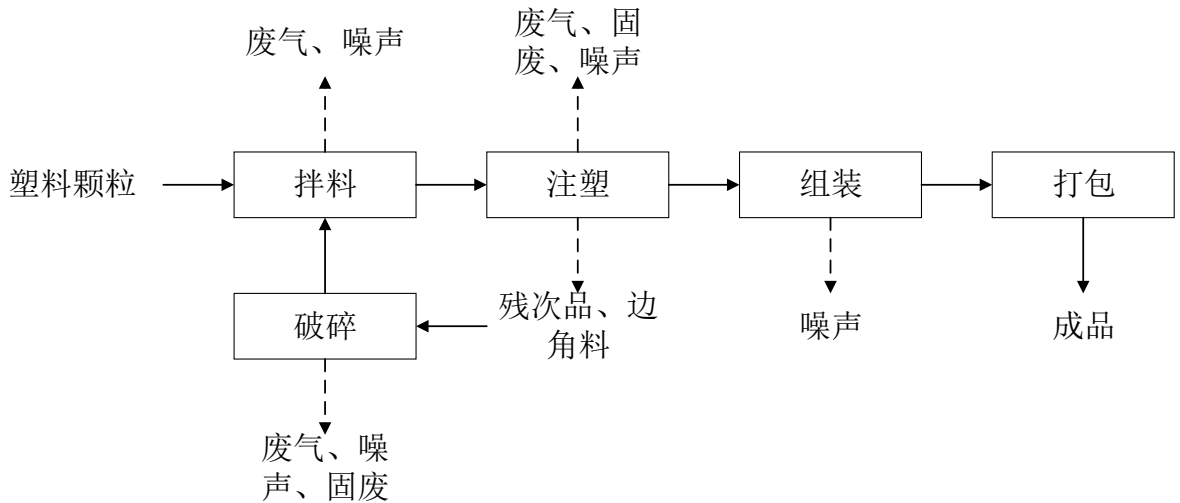 废气、噪声
废气、固
废、噪声
塑料颗粒
拌料
注塑
组装
打包
破碎
残次品、边
角料
噪声
成品
废气、噪
声、固废